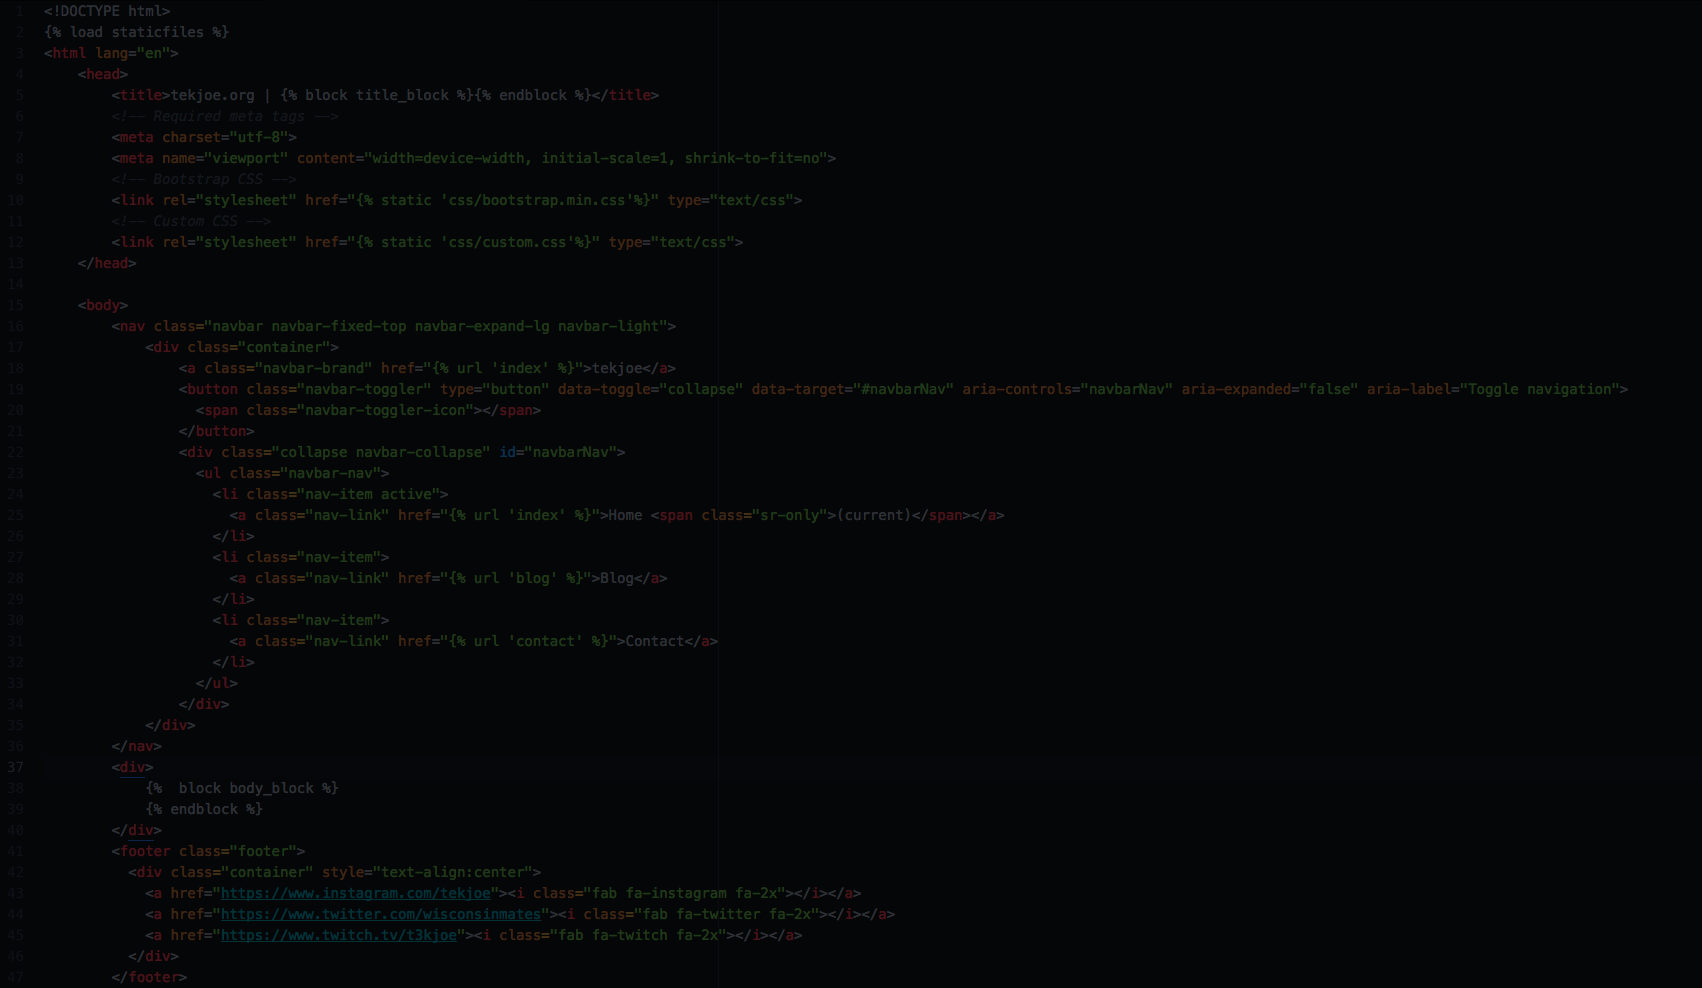 1 <!DOCTYPE html>
2 {% load staticfiles %}
3 <html lang="en">
4 <head>
5 <title>tekjoe.org | {% block title_block %}{% endblock %}</title>
6 <!-- Required meta tags -->
7 <meta charset="utf-8">
8 <meta name="viewport" content="width=device-width, initial-scale=1, shrink-to-fit=no">
9 <!-- Bootstrap CSS -->
10 <link rel="stylesheet" href="{% static 'css/bootstrap.min.css'%}" type="text/css">
11 <!-- Custom CSS -->
12 <link rel="stylesheet" href="{% static 'css/custom.css'%}" type="text/css">
13 </head>
14
15 <body>
16 <nav class="navbar navbar-fixed-top navbar-expand-lg navbar-light">
17 <div class="container">
18 <a class="navbar-brand" href="{% url 'index' %}">tekjoe</a>
19 <button class="navbar-toggler" type="button" data-toggle="collapse" data-target="#navbarNav" aria-controls="navbarNav" aria-expanded="false" aria-label="Toggle navigation">
20 <span class="navbar-toggler-icon"></span>
21 </button>
22 <div class="collapse navbar-collapse" id="navbarNav">
23 <ul class="navbar-nav">
24 <li class="nav-item active">
25 <a class="nav-link" href="{% url 'index' %}">Home <span class="sr-only">(current)</span></a>
26 </li>
27 <li class="nav-item">
28 <a class="nav-link" href="{% url 'blog' %}">Blog</a>
29 </li>
30 <li class="nav-item">
31 <a class="nav-link" href="{% url 'contact' %}">Contact</a>
32 </li>
33 </ul>
34 </div>
35 </div>
36 </nav>
37 <div>
38 {%  block body_block %}
39 {% endblock %}
40 </div>
41 <footer class="footer">
42 <div class="container" style="text-align:center">
43 <a href="https://www.instagram.com/tekjoe"><i class="fab fa-instagram fa-2x"></i></a>
44 <a href="https://www.twitter.com/wisconsinmates"><i class="fab fa-twitter fa-2x"></i></a>
45 <a href="https://www.twitch.tv/t3kjoe"><i class="fab fa-twitch fa-2x"></i></a>
46 </div>
47 </footer>